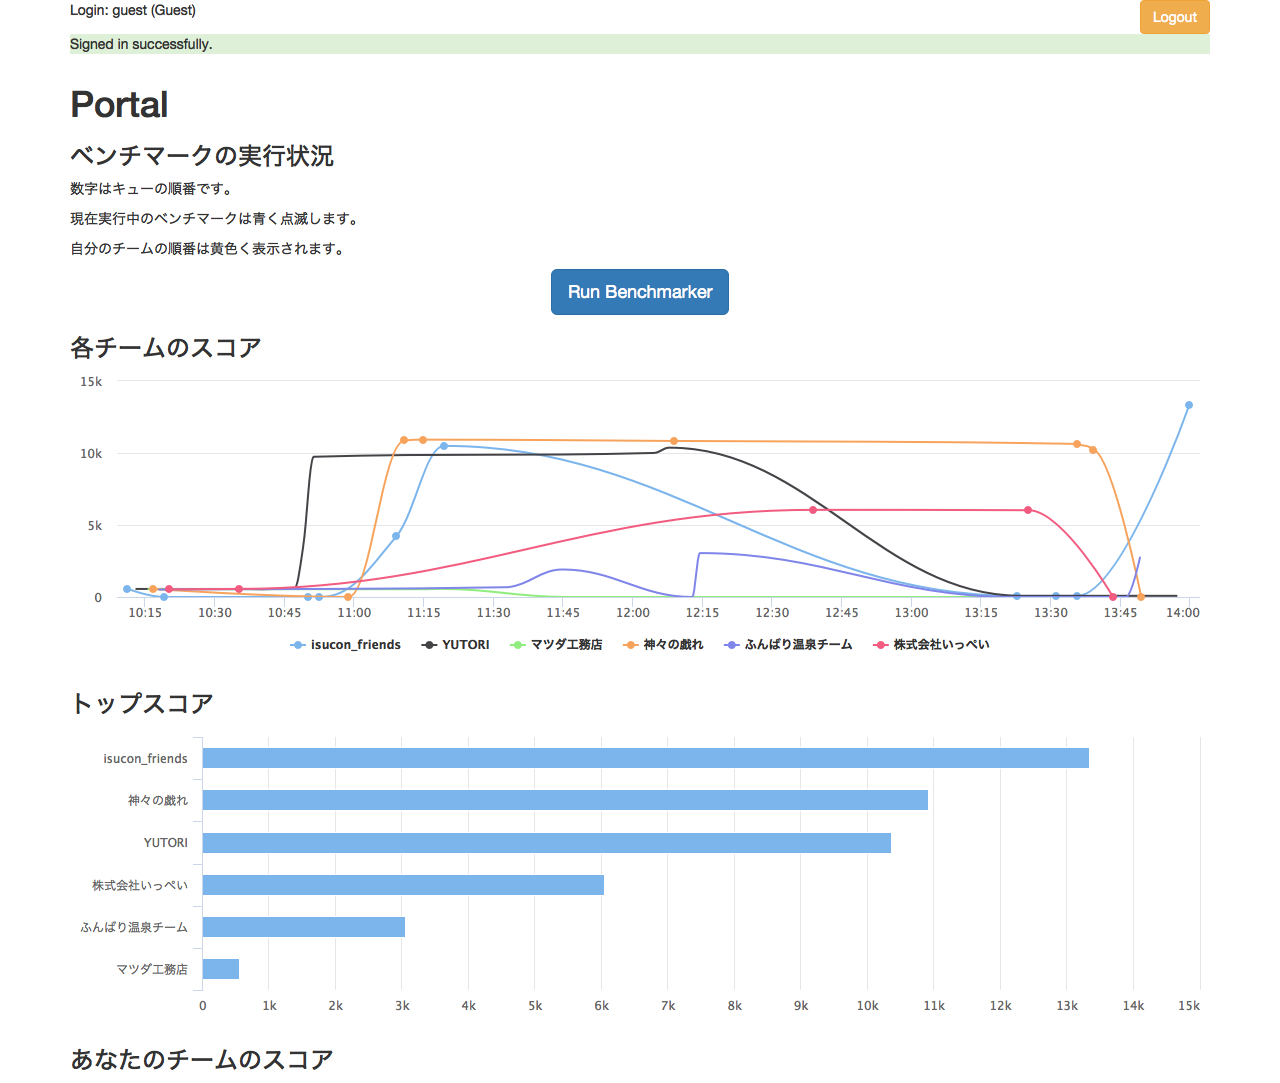 Login: guest (Guest)
Logout
Signed in successfully.
Portal
ベンチマークの実行状況
数字はキューの順番です。
現在実行中のベンチマークは青く点滅します。
自分のチームの順番は黄色く表示されます。
Run Benchmarker
各チームのスコア
15k
10k
5k
0
10:15 10:30 10:45 11:00 11:15 11:30 11:45 12:00 12:15 12:30 12:45 13:00 13:15 13:30 13:45 14:00
isucon_friends YUTORI マツダ工務店 神々の戯れ ふんばり温泉チーム 株式会社いっぺい
トップスコア
isucon_friends
神々の戯れ
YUTORI
株式会社いっぺい
ふんばり温泉チーム
マツダ工務店
0 1k 2k 3k 4k 5k 6k 7k 8k 9k 10k 11k 12k 13k 14k 15k
あなたのチームのスコア